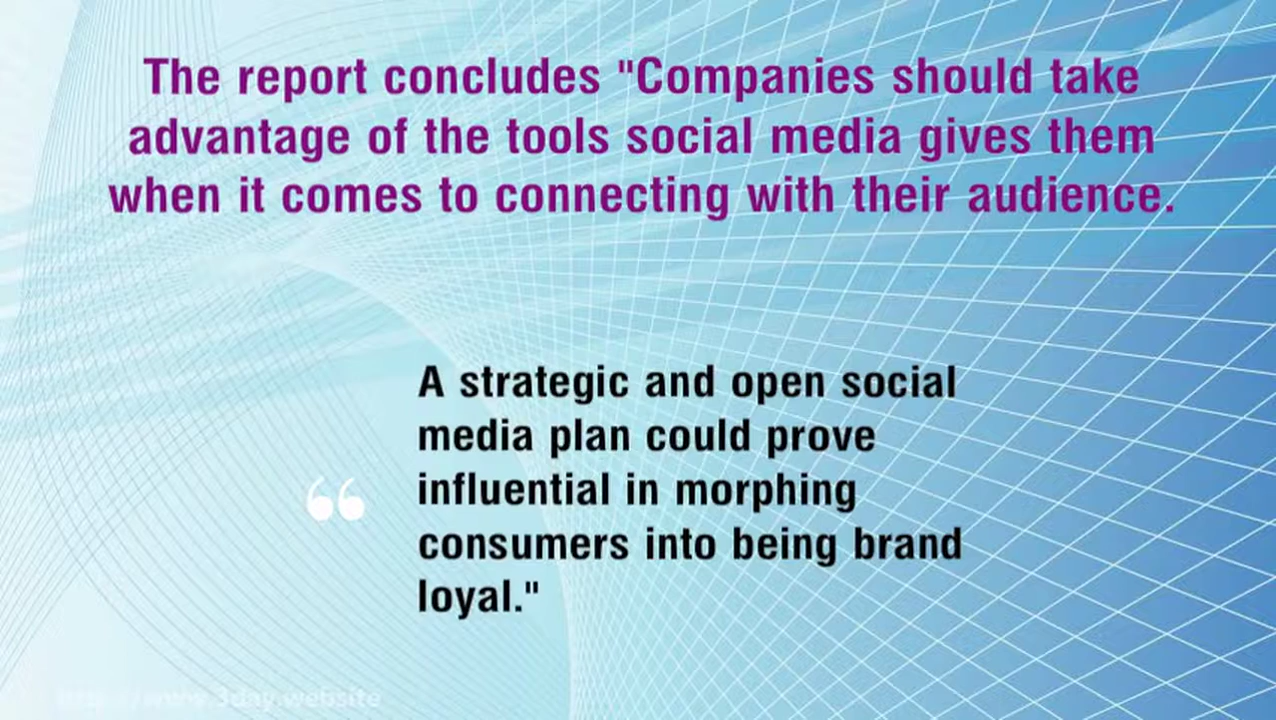 The report concludes "Companies should take
advantage of the tools social media gives them
when it comes to connecting with their audience.
A strategic and open social
media plan could prove
“
influential in morphing
consumers into being brand
loyal."